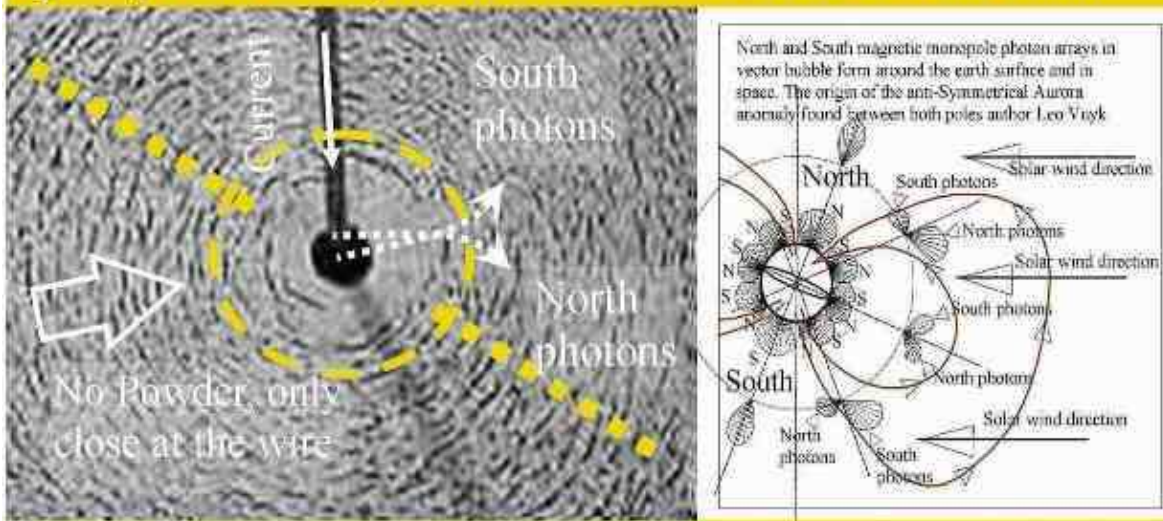 Current
South
photons
North
photons
No Powder, only
close at the wire
North and South magnetic monopole photon arrays in
vector bubble form around the earth surface and in
space. The origin of the anti-Symmetrical Aurora
anomaly found between both poles author Leo Vuyk
Solar wind direction
North
South photons
North photons
Solar wind direction
South photons
North photons
South
Solar wind direction
North
photons
South
photons
N
S
N
S
N
S
N
S
S